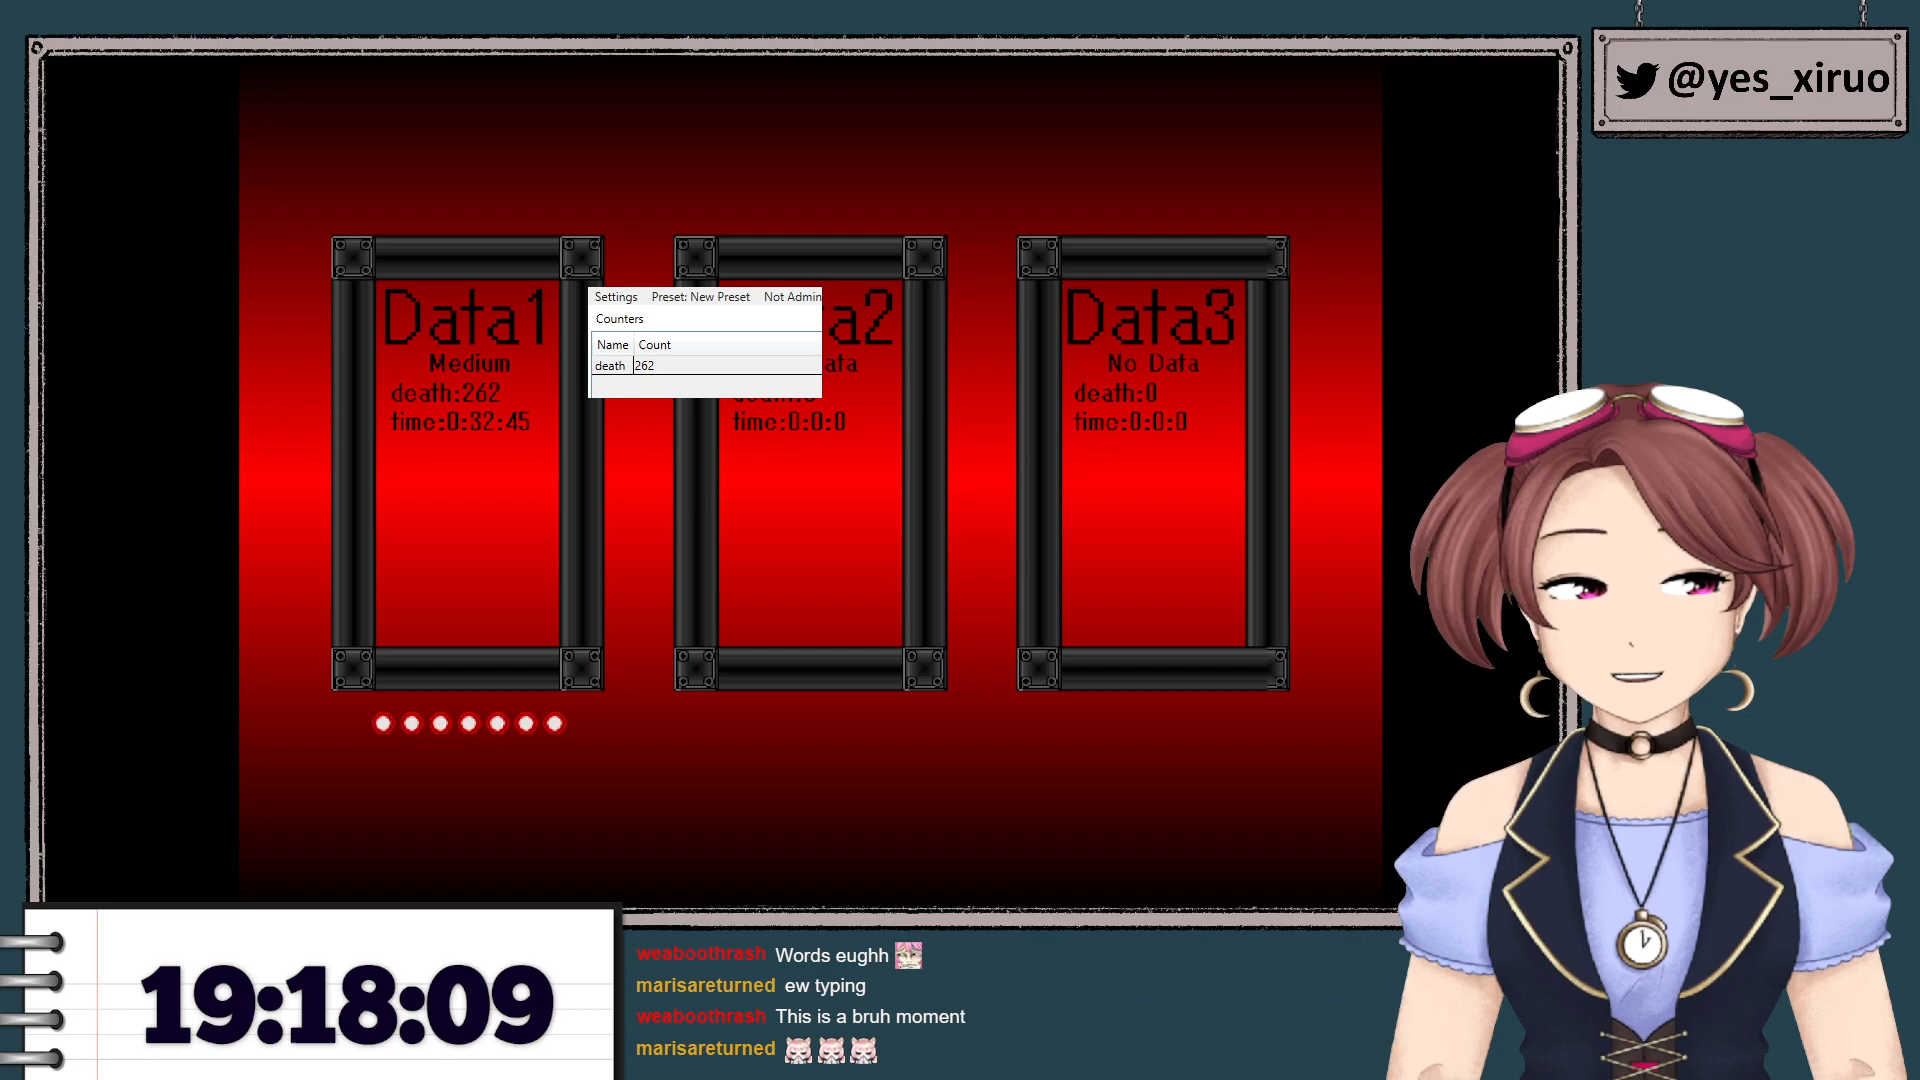 @yes_xiruo
Data1
Medium
death:262
time:0:32:45
Settings Preset: New Preset Not Admin
Counters
Name Count
death 262
a2
ata
time:0:0:0
Data3
No Data
death:0
time:0:0:0
19:18:09
weaboothrash Words eughh
marisareturned ew typing
weaboothrash This is a bruh moment
marisareturned